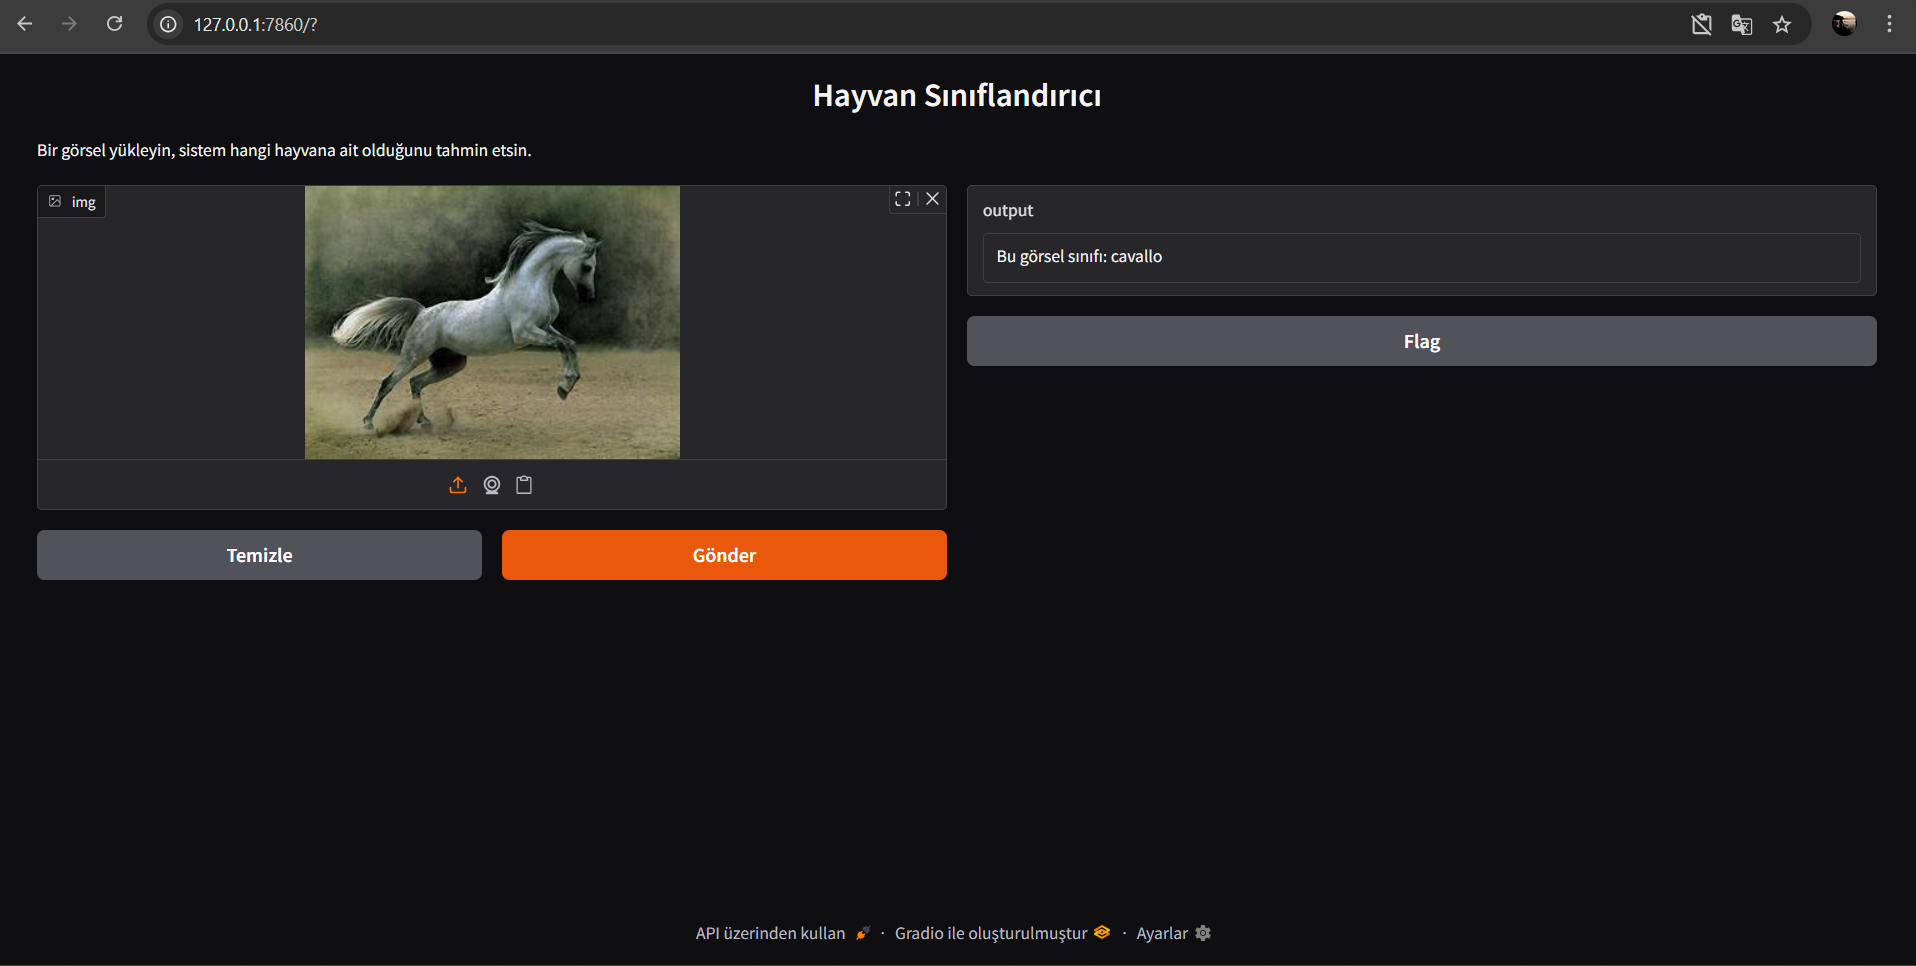 127.0.0.1:7860/?
Hayvan Sınıflandırıcı
Bir görsel yükleyin, sistem hangi hayvana ait olduğunu tahmin etsin.
img
output
Bu görsel sınıfı: cavallo
Flag
Temizle
Gönder
API üzerinden kullan · Gradio ile oluşturulmuştur · Ayarlar